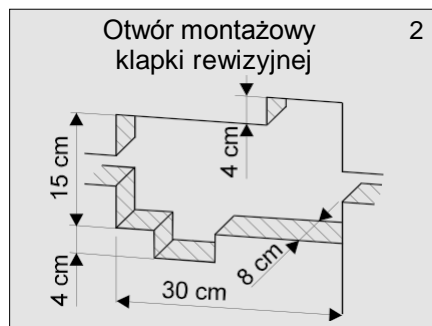 Otwór montażowy
klapki rewizyjnej
2
4 cm
15 cm
8 cm
4 cm
30 cm